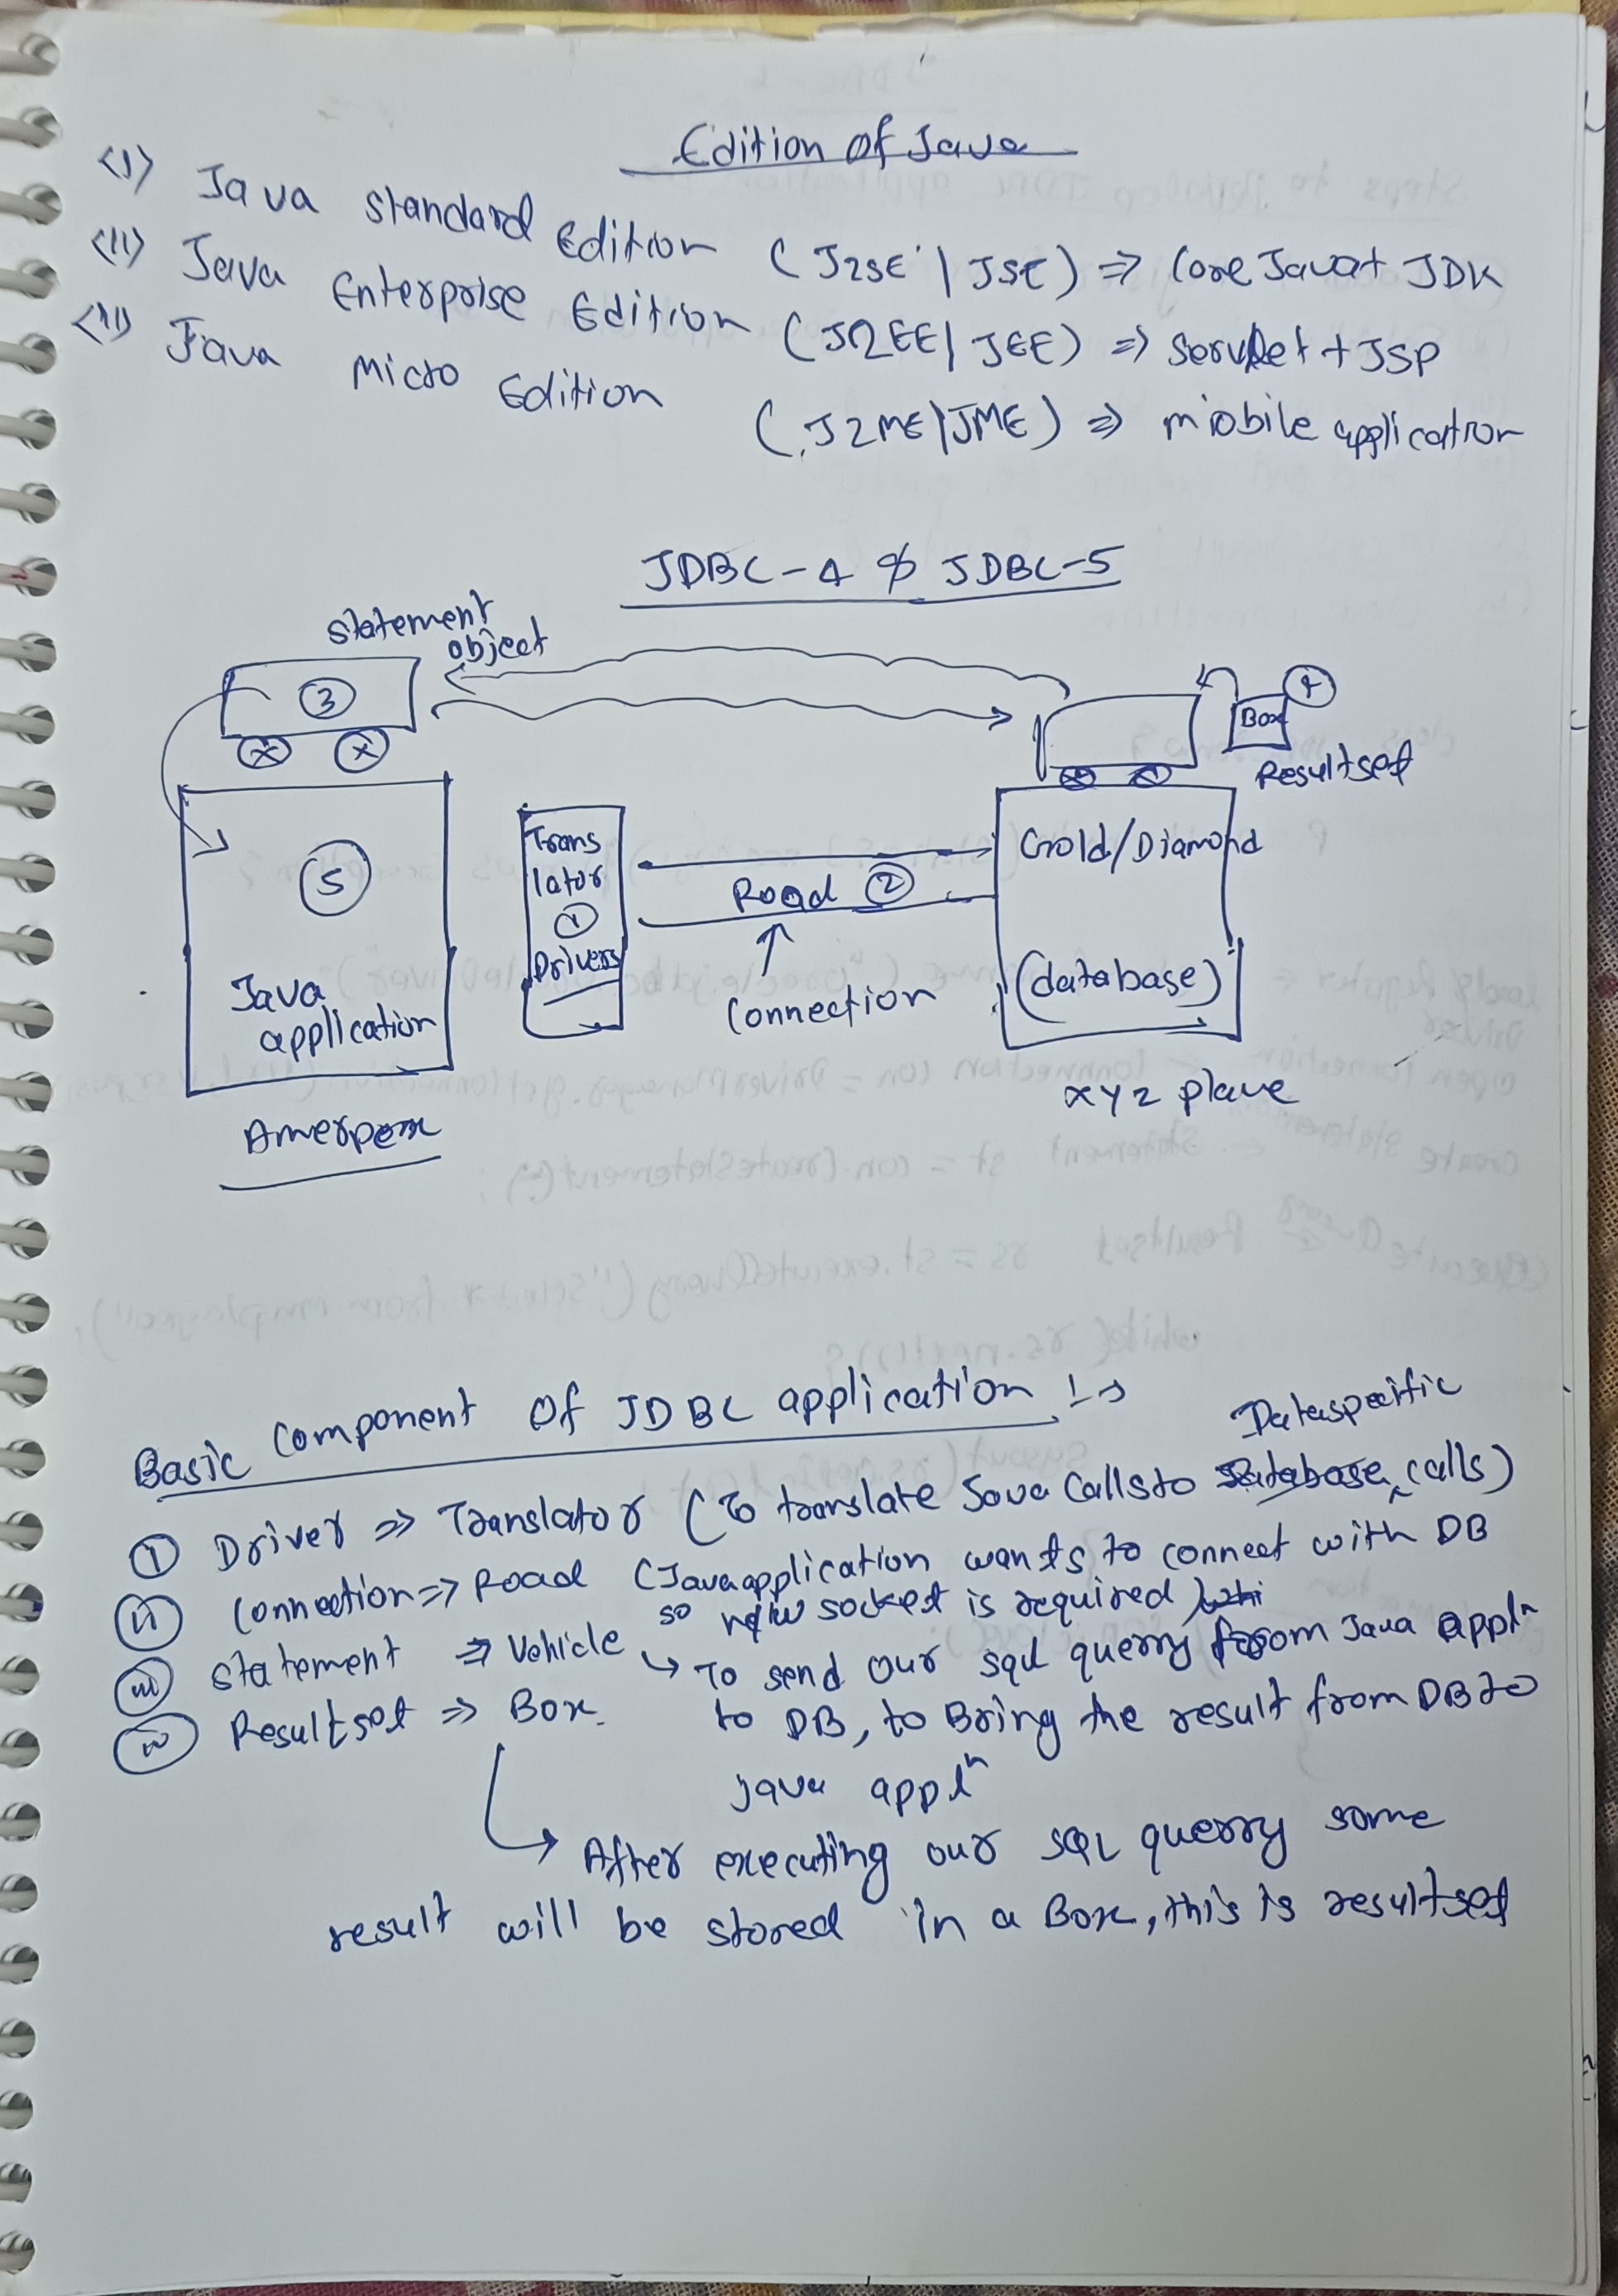 Edition of Java
<I> Java standard Edition (J2SE | JSE) => Core Java + JDK
<II> Java Enterprise Edition (J2EE | JEE) => Servlet + JSP
<III> Java Micro Edition (J2ME | JME) => mobile application
JDBC-4 & JDBC-5
statement
object
3
4
Box
Resultset
5
Java
application
Trans
lator
1
Drivers
Road 2
Connection
Gold/Diamond
(database)
XYZ place
Basic Component of JDBC application :->
Dataspecific
① Driver => Translator (To translate Java Calls to Database calls)
② Connection => Road (Java application wants to connect with DB
so new socket is required)
③ statement => Vehicle -> To send our sql querry from Java appln
to DB, to Bring the result from DB to
java appln
④ Resultset => Box.
-> After executing our SQL querry some
result will be stored in a Box, this is resultset